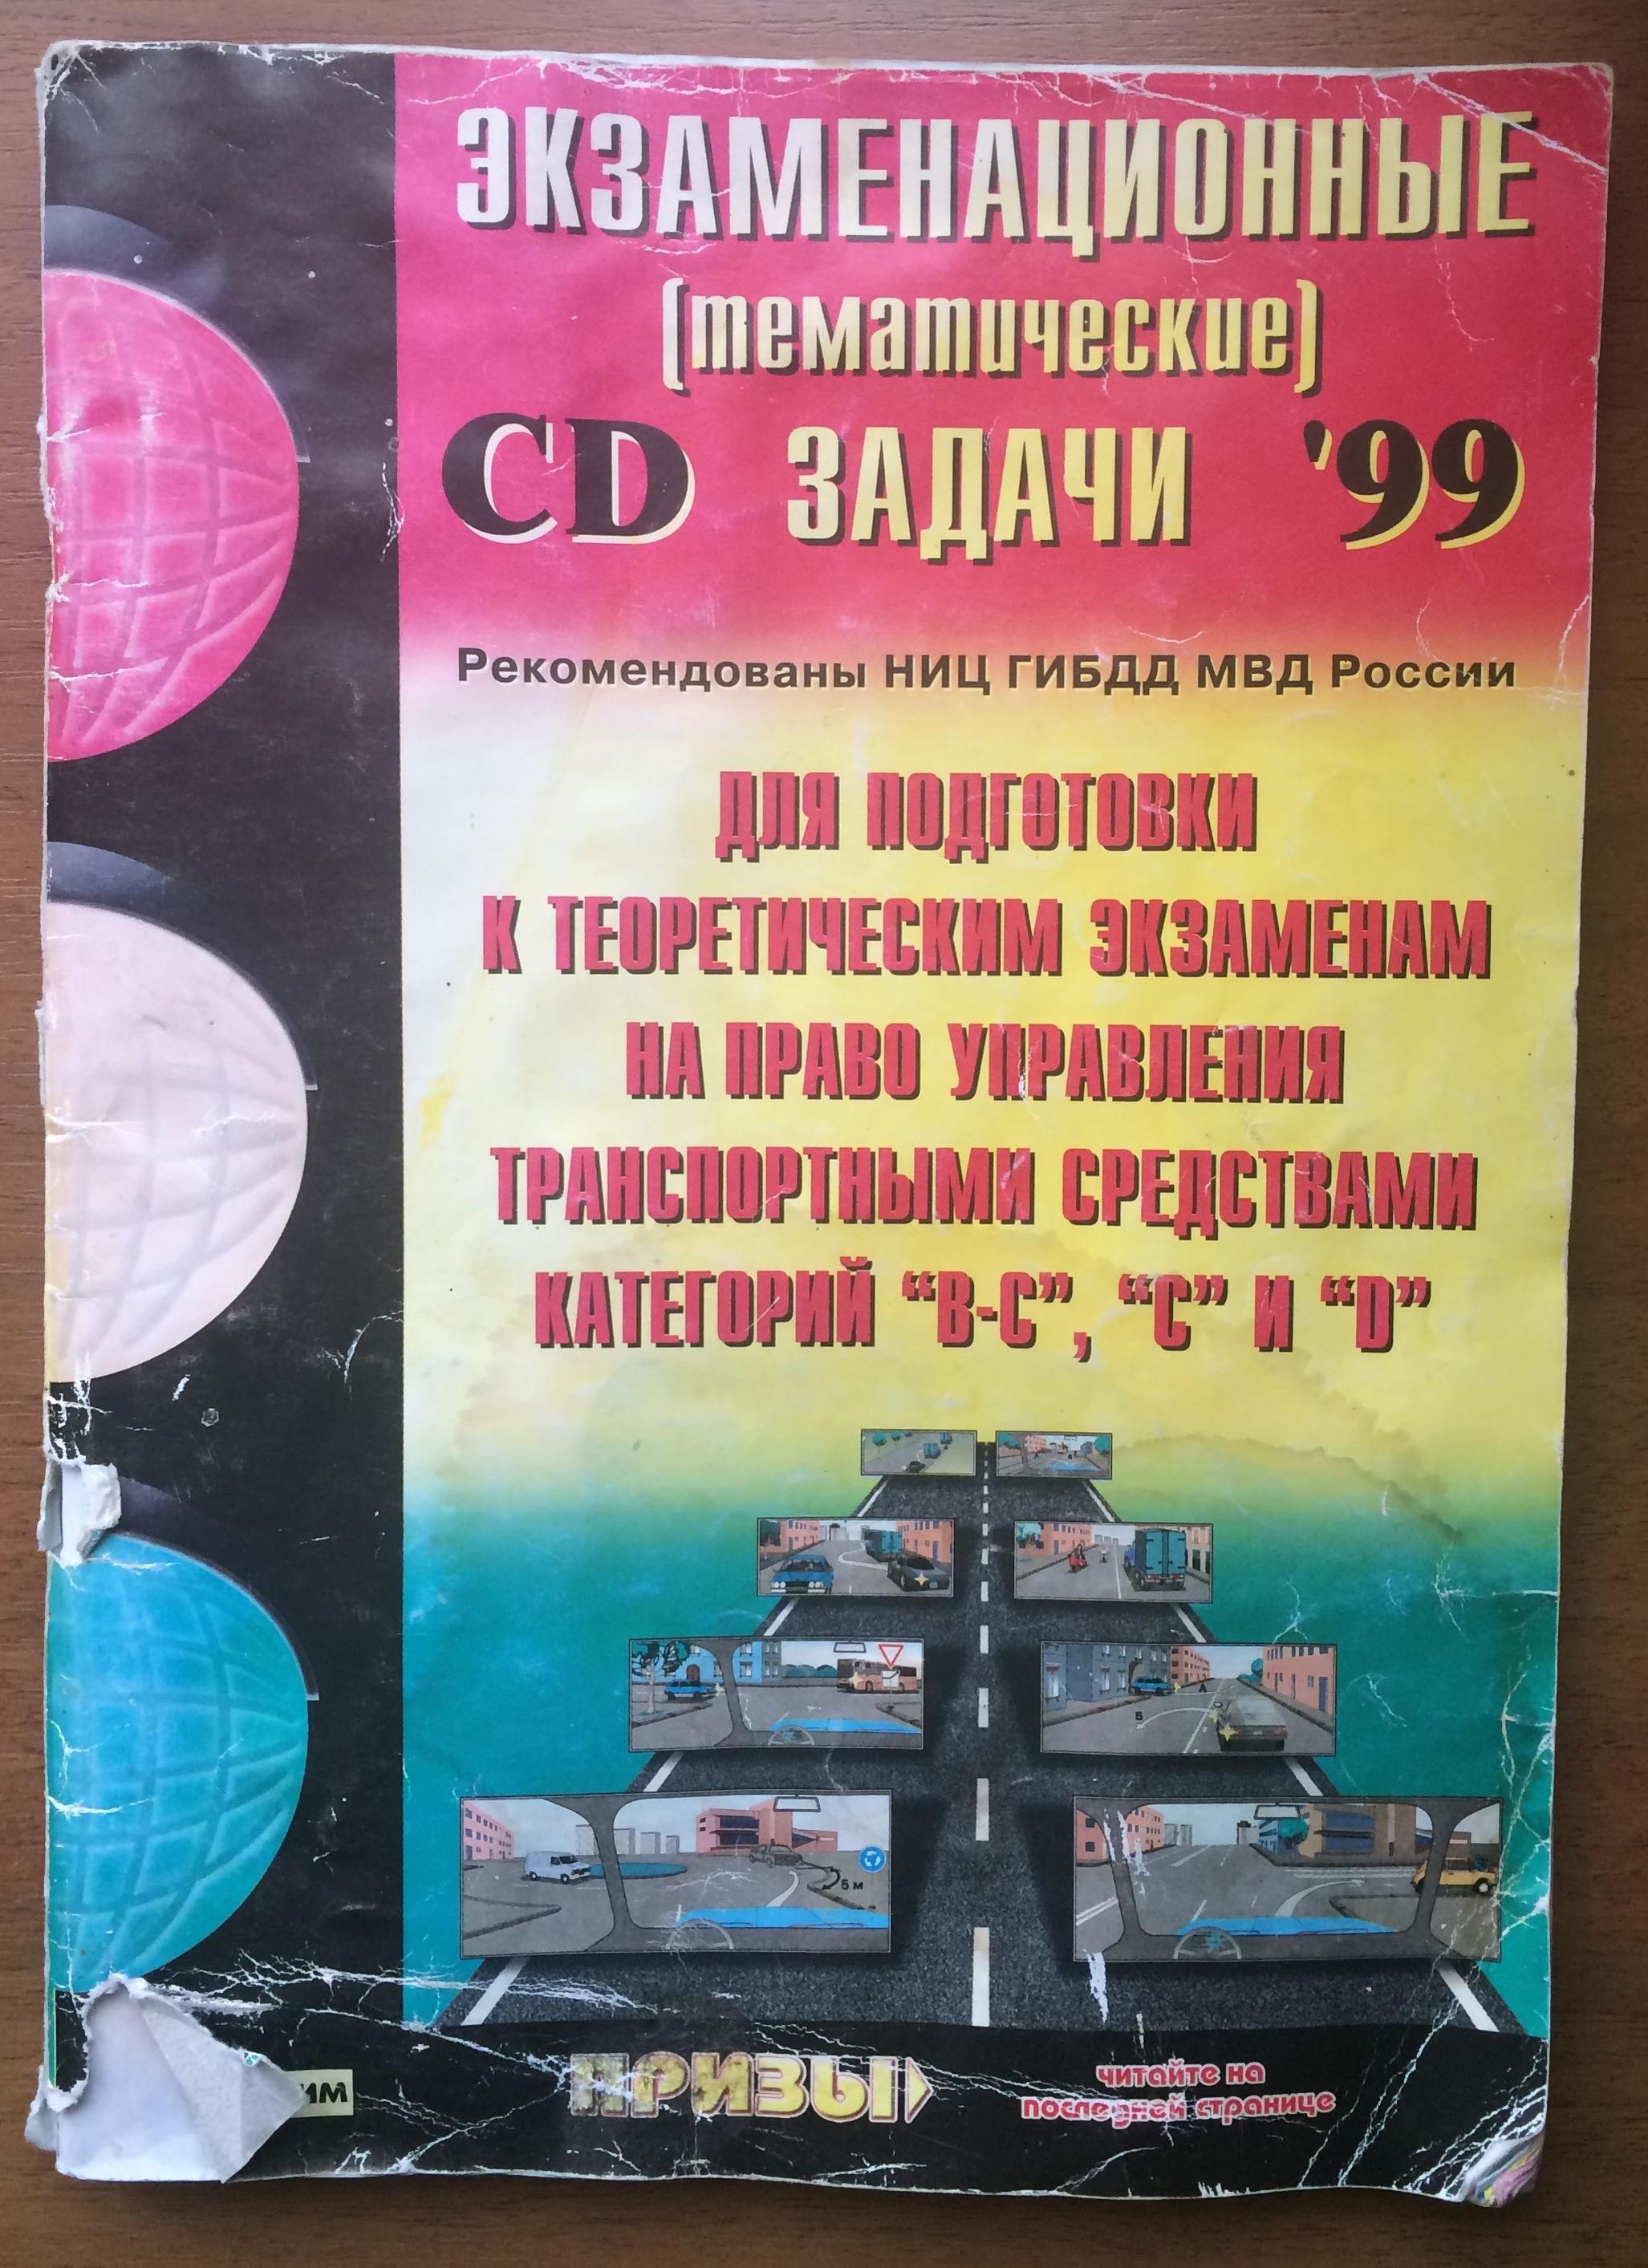 ЭКЗАМЕНАЦИОННЫЕ
(тематические)
CD ЗАДАЧИ '99
Рекомендованы НИЦ ГИБДД МВД России
ДЛЯ ПОДГОТОВКИ
К ТЕОРЕТИЧЕСКИМ ЭКЗАМЕНАМ
НА ПРАВО УПРАВЛЕНИЯ
ТРАНСПОРТНЫМИ СРЕДСТВАМИ
КАТЕГОРИЙ “B-C”, “C” И “D”
А
Б
5 м
ПРИЗЫ
читайте на
последней странице